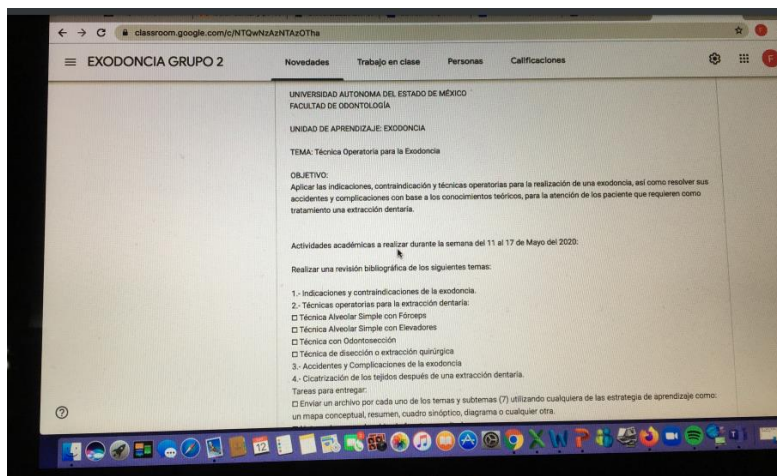 classroom.google.com/c/NTQwNzAzNTAzOTha
EXODONCIA GRUPO 2
Novedades
Trabajo en clase
Personas
Calificaciones
F
UNIVERSIDAD AUTONOMA DEL ESTADO DE MÉXICO
FACULTAD DE ODONTOLOGÍA
UNIDAD DE APRENDIZAJE: EXODONCIA
TEMA: Técnica Operatoria para la Exodoncia
OBJETIVO:
Aplicar las indicaciones, contraindicación y técnicas operatorias para la realización de una exodoncia, así como resolver sus
accidentes y complicaciones con base a los conocimientos teóricos, para la atención de los paciente que requieren como
tratamiento una extracción dentaria.
Actividades académicas a realizar durante la semana del 11 al 17 de Mayo del 2020:
Realizar una revisión bibliográfica de los siguientes temas:
1.- Indicaciones y contraindicaciones de la exodoncia.
2.- Técnicas operatorias para la extracción dentaria:
□ Técnica Alveolar Simple con Fórceps
□ Técnica Alveolar Simple con Elevadores
□ Técnica con Odontosección
□ Técnica de disección o extracción quirúrgica
3.- Accidentes y Complicaciones de la exodoncia
4.- Cicatrización de los tejidos después de una extracción dentaria.
Tareas para entregar:
□ Enviar un archivo por cada uno de los temas y subtemas (7) utilizando cualquiera de las estrategia de aprendizaje como:
un mapa conceptual, resumen, cuadro sinóptico, diagrama o cualquier otra.
12